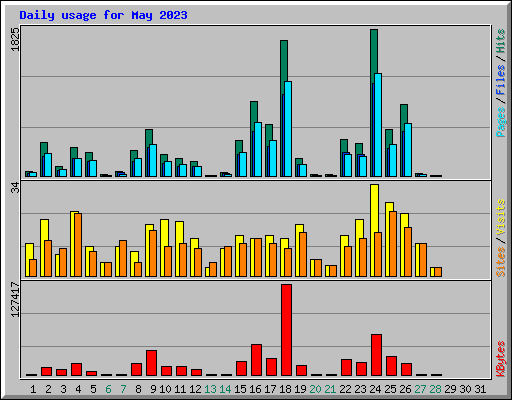 Daily usage for May 2023
1825
Pages / Files / Hits
34
Sites / Visits
127417
KBytes
1 2 3 4 5 6 7 8 9 10 11 12 13 14 15 16 17 18 19 20 21 22 23 24 25 26 27 28 29 30 31